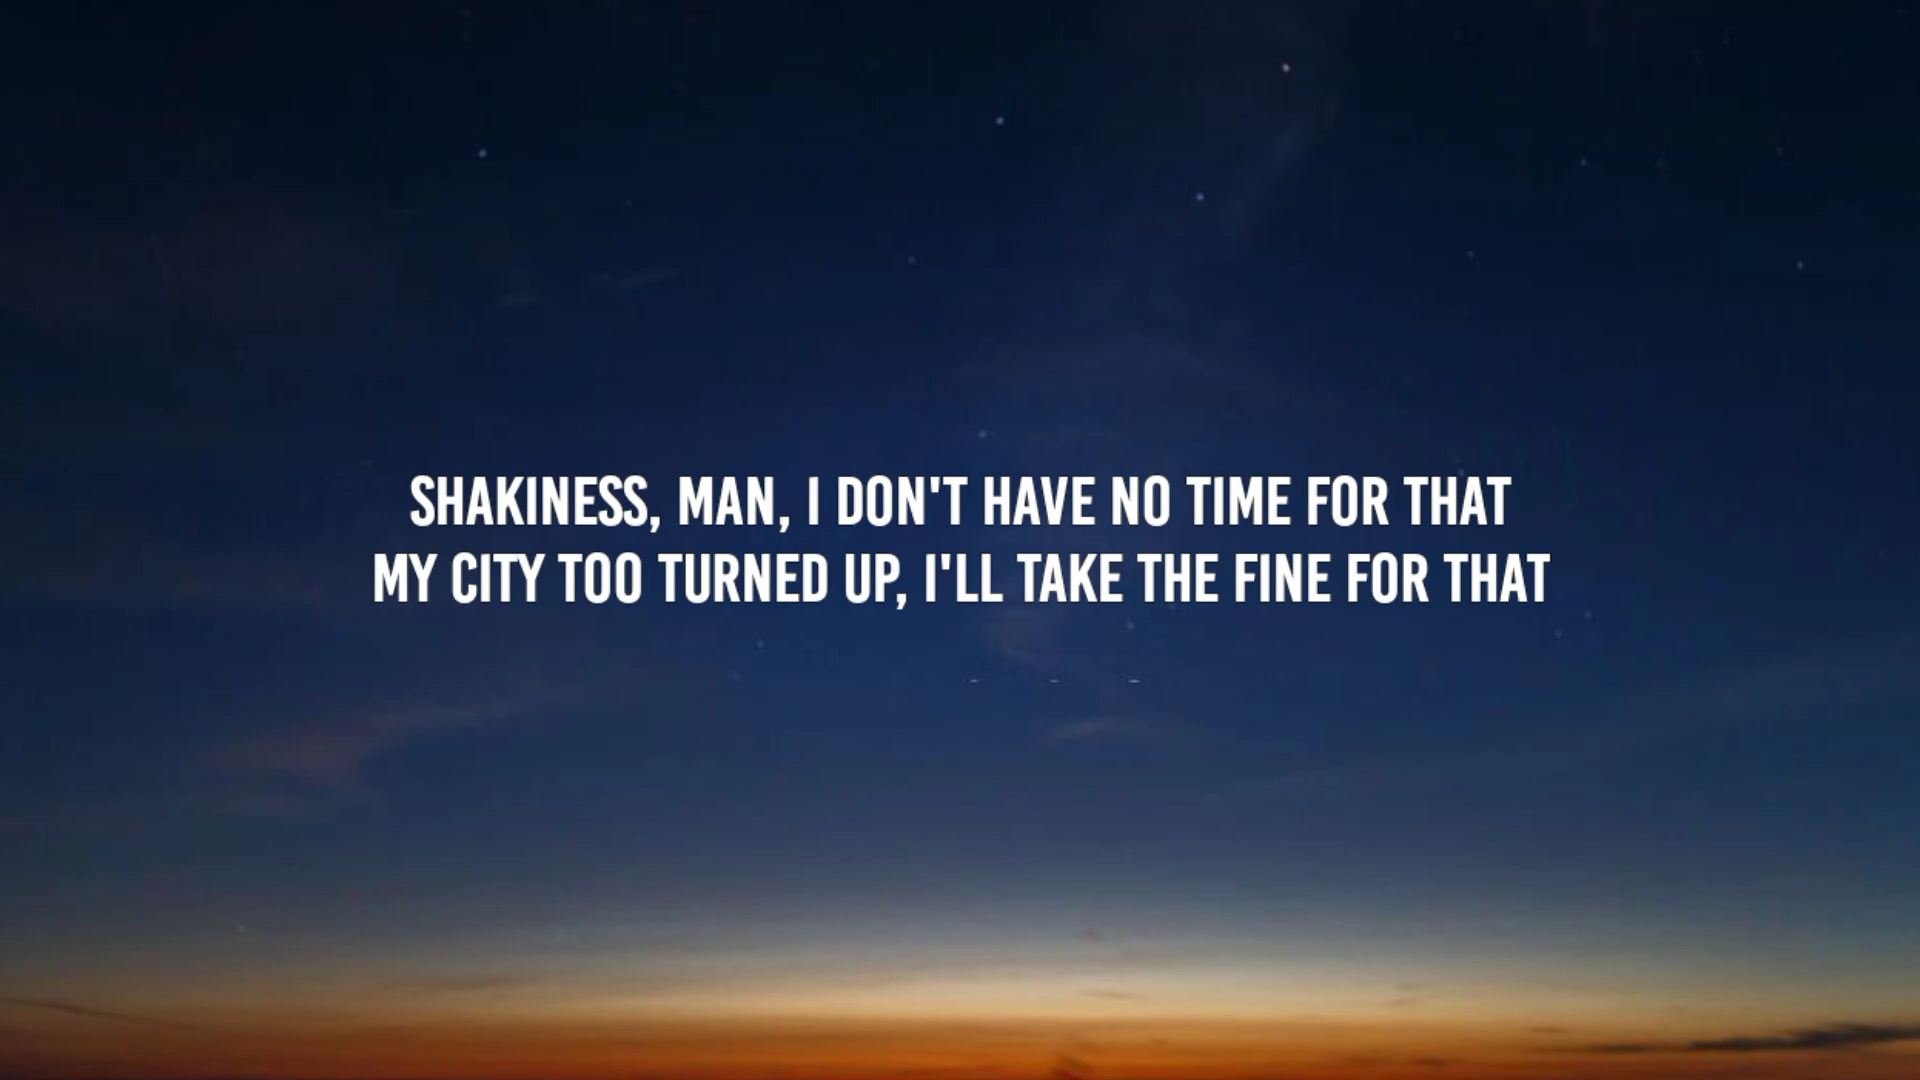 SHAKINESS, MAN, I DON'T HAVE NO TIME FOR THAT
MY CITY TOO TURNED UP, I'LL TAKE THE FINE FOR THAT